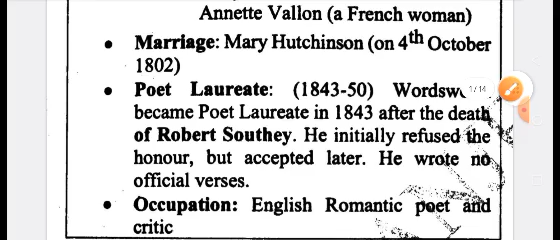 Annette Vallon (a French woman)
• Marriage: Mary Hutchinson (on 4th October
1802)
• Poet Laureate: (1843-50)
1/14
became Poet Laureate in 1843 after the death
of Robert Southey. He initially refused the
honour, but accepted later. He wrote no
official verses.
• Occupation: English Romantic poet and
critic